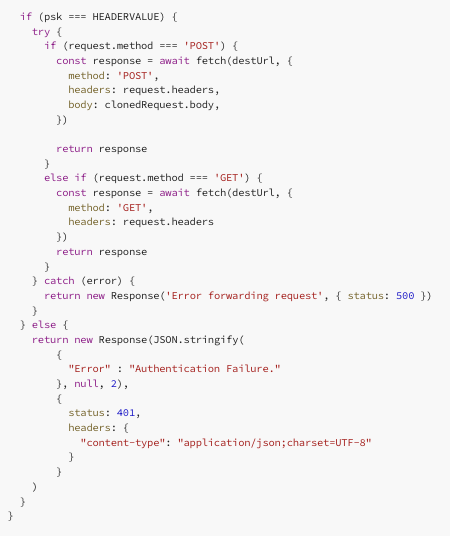 if (psk === HEADERVALUE) {
try {
if (request.method === 'POST') {
const response = await fetch(destUrl, {
method: 'POST',
headers: request.headers,
body: clonedRequest.body,
})
return response
}
else if (request.method === 'GET') {
const response = await fetch(destUrl, {
method: 'GET',
headers: request.headers
})
return response
}
} catch (error) {
return new Response('Error forwarding request', { status: 500 })
}
} else {
return new Response(JSON.stringify(
{
"Error" : "Authentication Failure."
}, null, 2),
{
status: 401,
headers: {
"content-type": "application/json;charset=UTF-8"
}
}
)
}
}